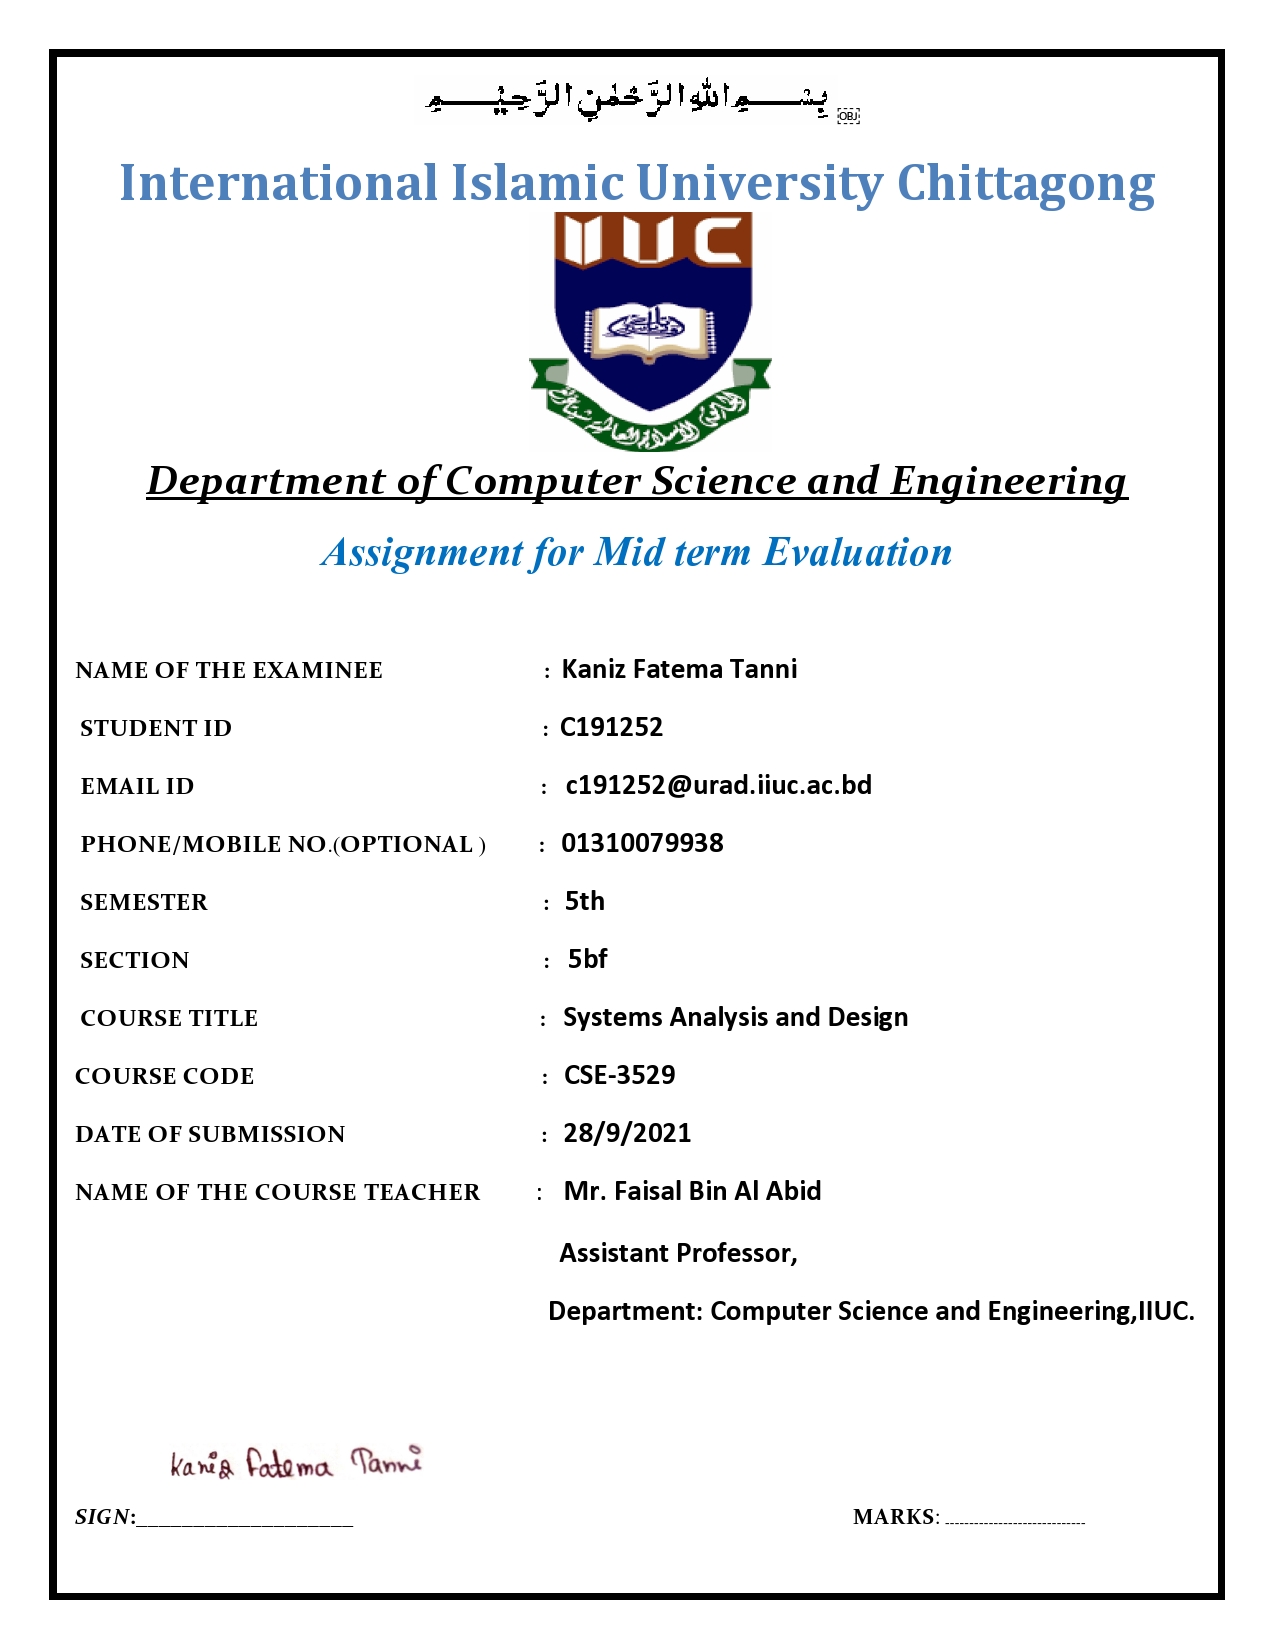 بِسْمِ اللهِ الرَّحْمٰنِ الرَّحِيْمِ OBJ
International Islamic University Chittagong
IIUC
Department of Computer Science and Engineering
Assignment for Mid term Evaluation
NAME OF THE EXAMINEE : Kaniz Fatema Tanni
STUDENT ID : C191252
EMAIL ID : c191252@urad.iiuc.ac.bd
PHONE/MOBILE NO.(OPTIONAL ) : 01310079938
SEMESTER : 5th
SECTION : 5bf
COURSE TITLE : Systems Analysis and Design
COURSE CODE : CSE-3529
DATE OF SUBMISSION : 28/9/2021
NAME OF THE COURSE TEACHER : Mr. Faisal Bin Al Abid
Assistant Professor,
Department: Computer Science and Engineering,IIUC.
Kaniz Fatema Tanni
SIGN:____________________ MARKS: -----------------------------